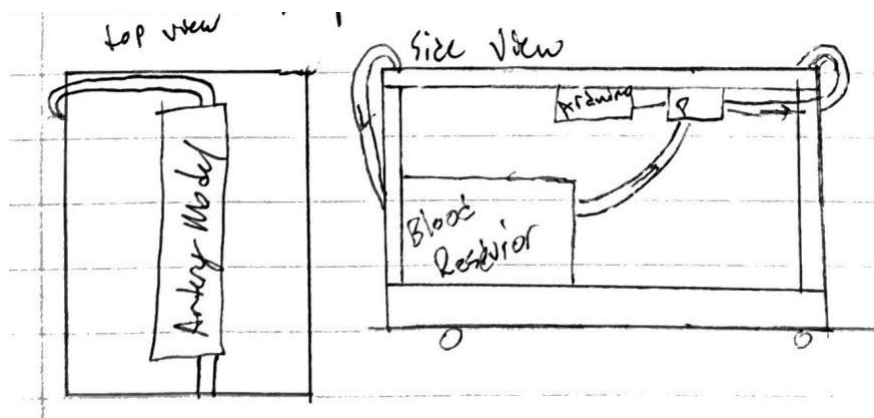 top view
Side View
Artery Model
Arduino
P
Blood
Resevior